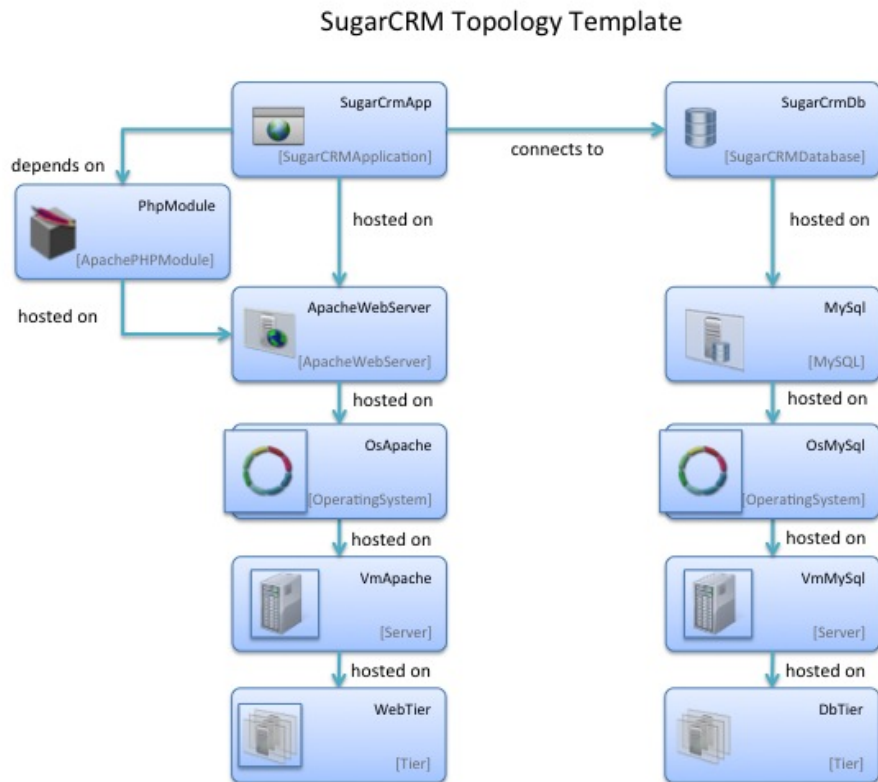 SugarCRM Topology Template
SugarCrmApp
[SugarCRMApplication]
connects to
SugarCrmDb
[SugarCRMDatabase]
depends on
PhpModule
[ApachePHPModule]
hosted on
hosted on
hosted on
ApacheWebServer
[ApacheWebServer]
MySql
[MySQL]
hosted on
hosted on
OsApache
[OperatingSystem]
OsMySql
[OperatingSystem]
hosted on
hosted on
VmApache
[Server]
VmMySql
[Server]
hosted on
hosted on
WebTier
[Tier]
DbTier
[Tier]